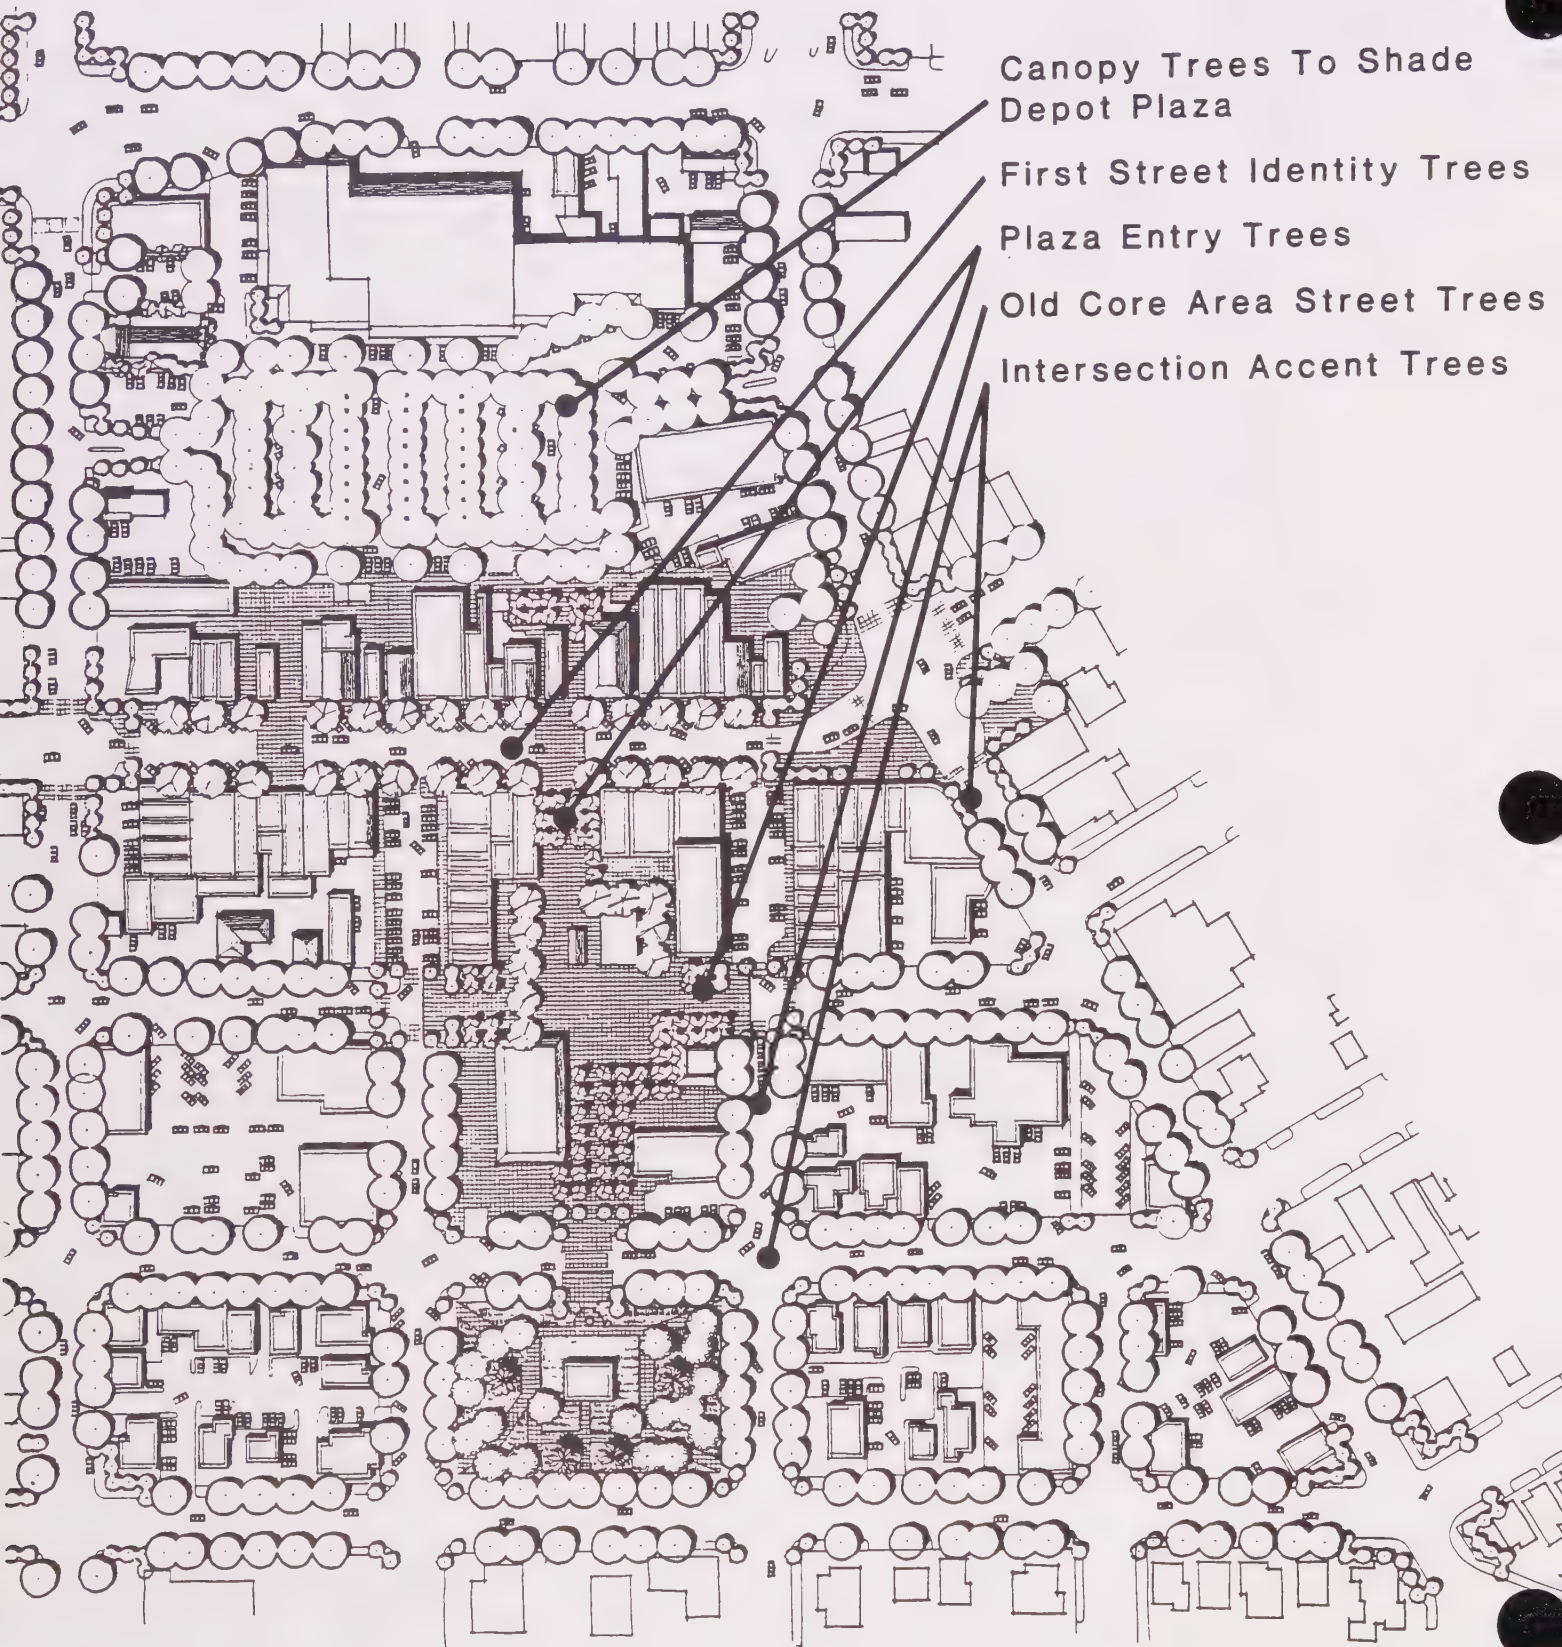 Canopy Trees To Shade
Depot Plaza
First Street Identity Trees
Plaza Entry Trees
Old Core Area Street Trees
Intersection Accent Trees